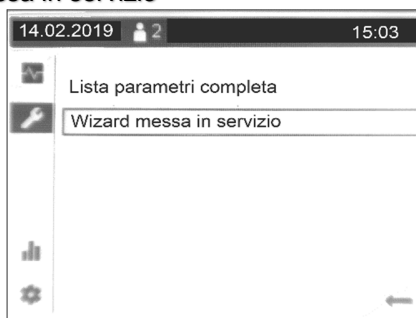 14.02.2019 2 15:03
Lista parametri completa
Wizard messa in servizio